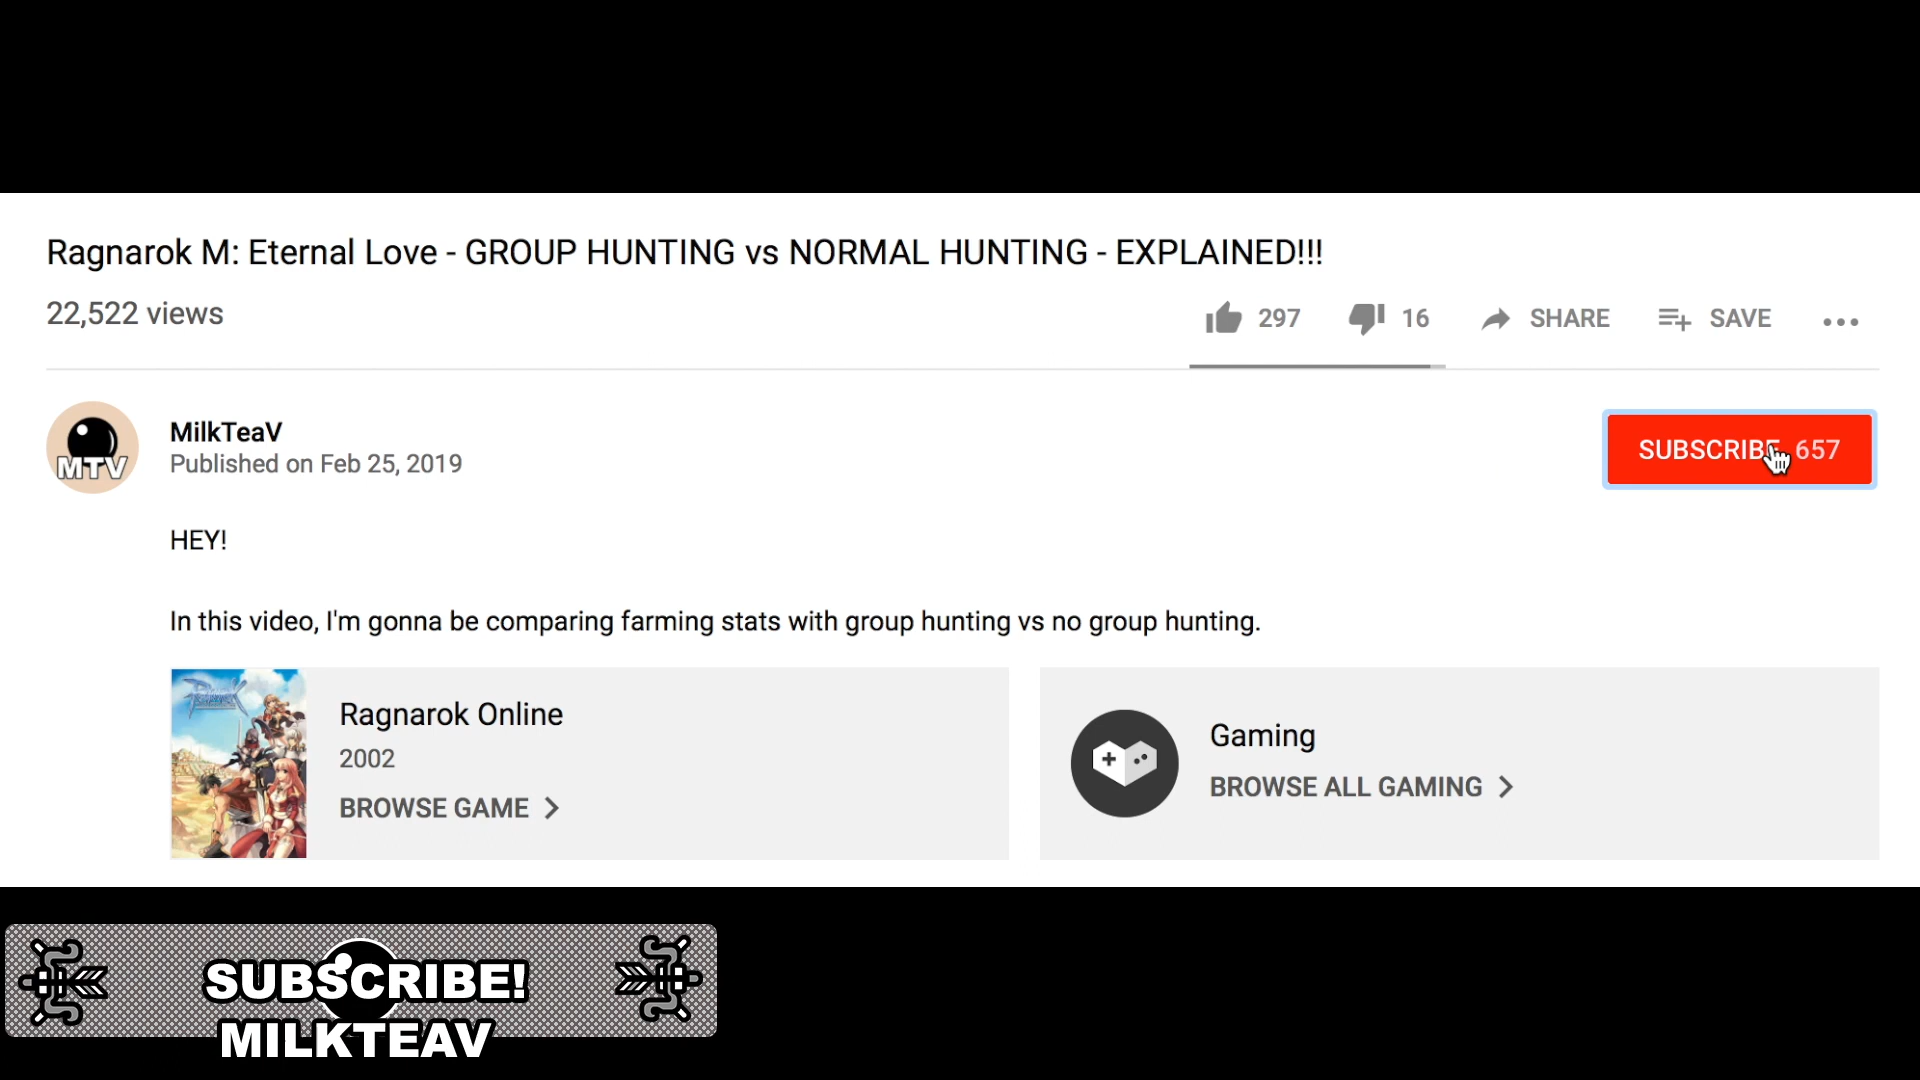 Ragnarok M: Eternal Love - GROUP HUNTING vs NORMAL HUNTING - EXPLAINED!!!
22,522 views
297 16 SHARE SAVE
MTV
MilkTeaV
Published on Feb 25, 2019
SUBSCRIBE 657
HEY!
In this video, I'm gonna be comparing farming stats with group hunting vs no group hunting.
Ragnarok Online
2002
BROWSE GAME
Gaming
BROWSE ALL GAMING
SUBSCRIBE!
MILKTEAV